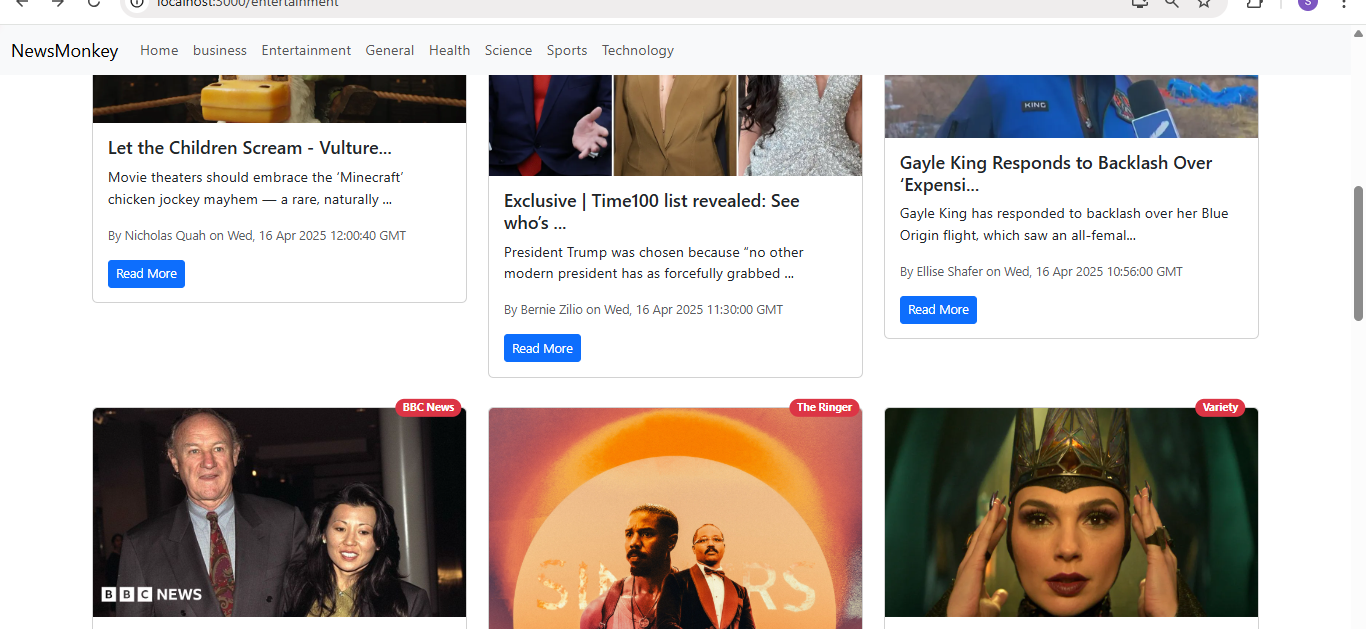 localhost:3000/entertainment
S
NewsMonkey
Home business Entertainment General Health Science Sports Technology
KING
Let the Children Scream - Vulture...
Movie theaters should embrace the ‘Minecraft’
chicken jockey mayhem — a rare, naturally ...
By Nicholas Quah on Wed, 16 Apr 2025 12:00:40 GMT
Read More
Exclusive | Time100 list revealed: See
who’s ...
President Trump was chosen because “no other
modern president has as forcefully grabbed ...
By Bernie Zilio on Wed, 16 Apr 2025 11:30:00 GMT
Read More
Gayle King Responds to Backlash Over
‘Expensi...
Gayle King has responded to backlash over her Blue
Origin flight, which saw an all-femal...
By Ellise Shafer on Wed, 16 Apr 2025 10:56:00 GMT
Read More
BBC News
BBC NEWS
The Ringer
SINNERS
Variety